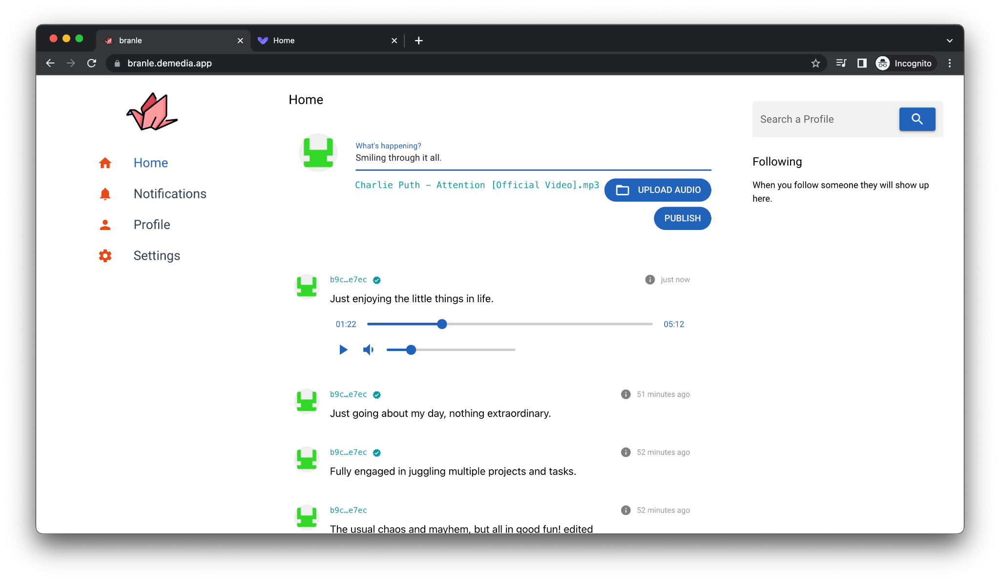 branle
Home
branle.demedia.app
Incognito
Home
Notifications
Profile
Settings
Home
What's happening?
Smiling through it all.
Charlie Puth – Attention [Official Video].mp3
UPLOAD AUDIO
PUBLISH
b9c…e7ec
just now
Just enjoying the little things in life.
01:22
05:12
b9c…e7ec
51 minutes ago
Just going about my day, nothing extraordinary.
b9c…e7ec
52 minutes ago
Fully engaged in juggling multiple projects and tasks.
b9c…e7ec
52 minutes ago
The usual chaos and mayhem, but all in good fun! edited
Search a Profile
Following
When you follow someone they will show up
here.